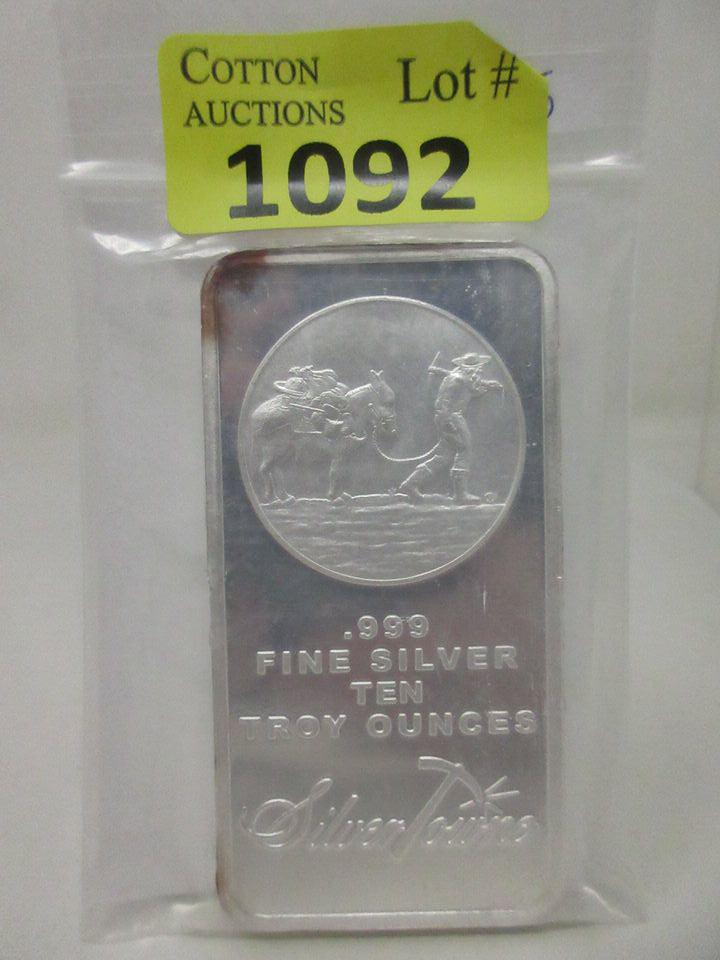 COTTON
AUCTIONS
Lot #
1092
.999
FINE SILVER
TEN
TROY OUNCES
SilverTowne